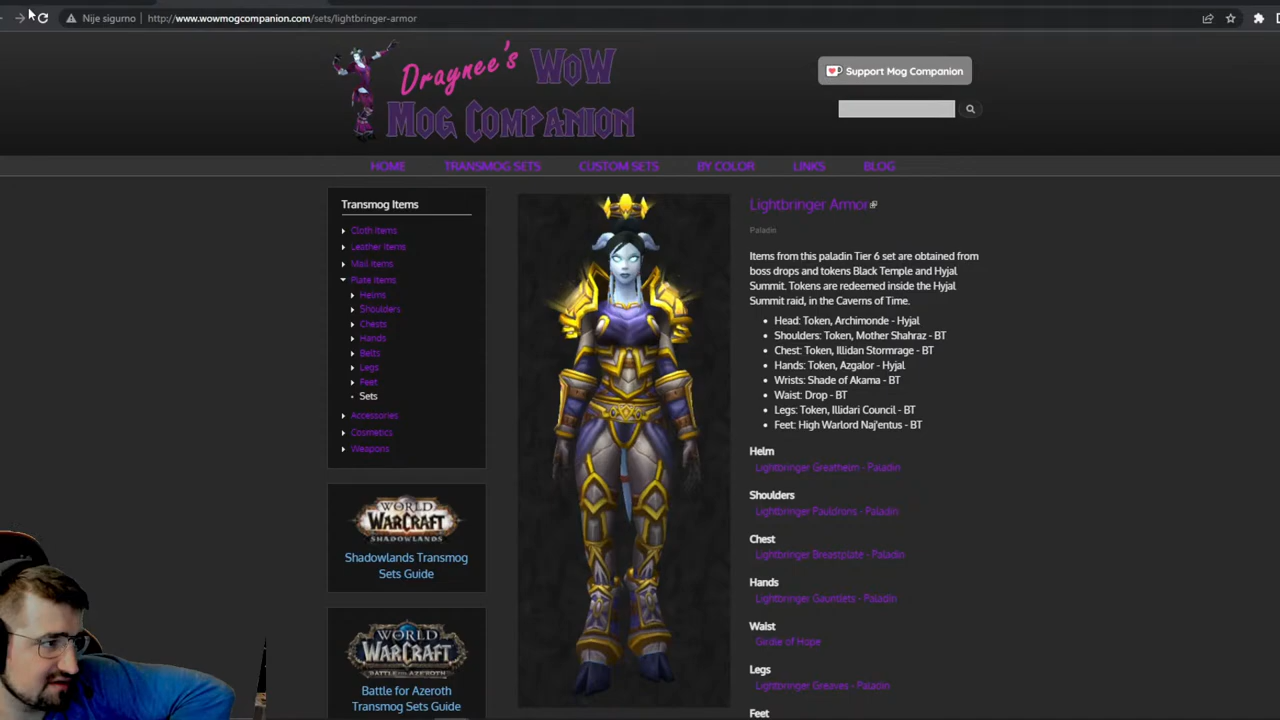 Nije sigurno
http://www.wowmogcompanion.com/sets/lightbringer-armor
Draynee's WoW
Mog Companion
Support Mog Companion
HOME
TRANSMOG SETS
CUSTOM SETS
BY COLOR
LINKS
BLOG
Transmog Items
Cloth Items
Leather Items
Mail Items
Plate Items
Helms
Shoulders
Chests
Hands
Belts
Legs
Feet
Sets
Accessories
Cosmetics
Weapons
WORLD
WARCRAFT
SHADOWLANDS
Shadowlands Transmog
Sets Guide
WORLD
WARCRAFT
BATTLE FOR AZEROTH
Battle for Azeroth
Transmog Sets Guide
Lightbringer Armor
Paladin
Items from this paladin Tier 6 set are obtained from
boss drops and tokens Black Temple and Hyjal
Summit. Tokens are redeemed inside the Hyjal
Summit raid, in the Caverns of Time.
Head: Token, Archimonde - Hyjal
Shoulders: Token, Mother Shahraz - BT
Chest: Token, Illidan Stormrage - BT
Hands: Token, Azgalor - Hyjal
Wrists: Shade of Akama - BT
Waist: Drop - BT
Legs: Token, Illidari Council - BT
Feet: High Warlord Naj'entus - BT
Helm
Lightbringer Greathelm - Paladin
Shoulders
Lightbringer Pauldrons - Paladin
Chest
Lightbringer Breastplate - Paladin
Hands
Lightbringer Gauntlets - Paladin
Waist
Girdle of Hope
Legs
Lightbringer Greaves - Paladin
Feet